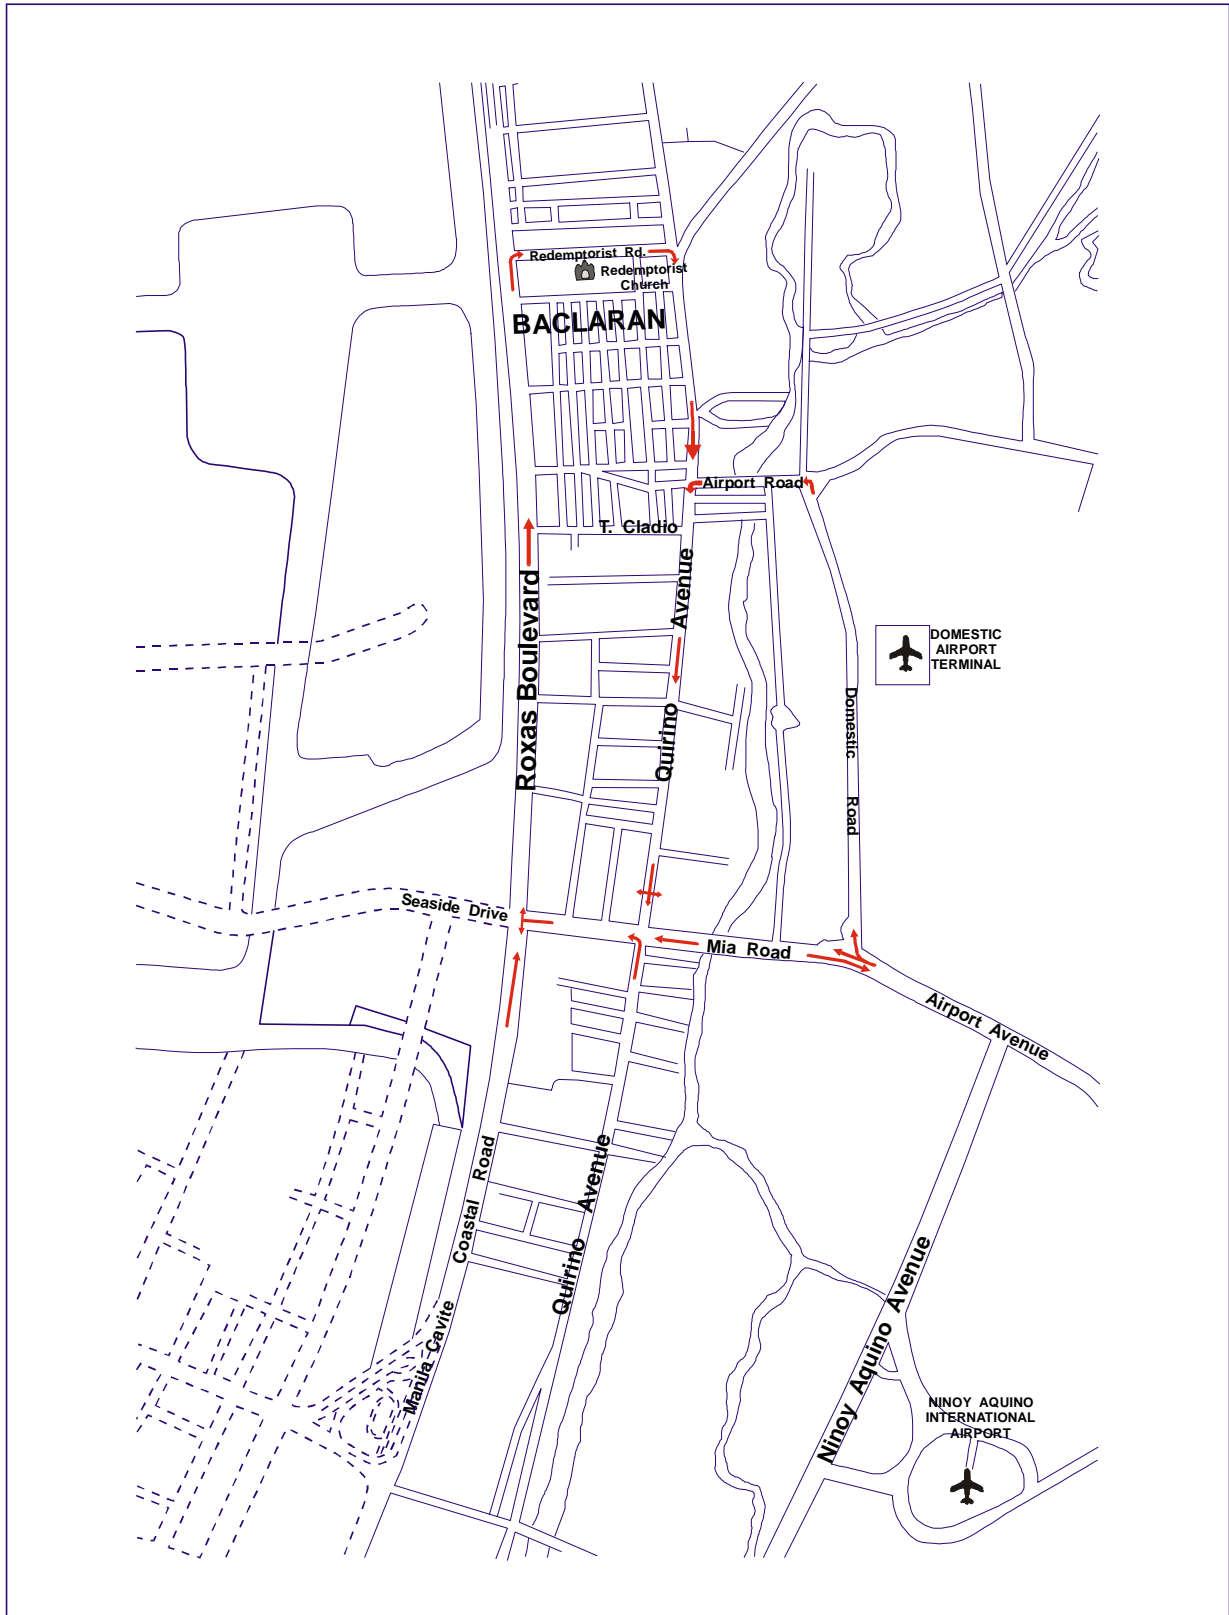 Redemptorist Rd.
Redemptorist
Church
BACLARAN
Airport Road
T. Cladio
Avenue
Roxas Boulevard
DOMESTIC
AIRPORT
TERMINAL
Quirino
Domestic Road
Seaside Drive
Mia Road
Airport Avenue
Coastal Road
Quirino Avenue
Manila Cavite
Ninoy Aquino Avenue
NINOY AQUINO
INTERNATIONAL
AIRPORT